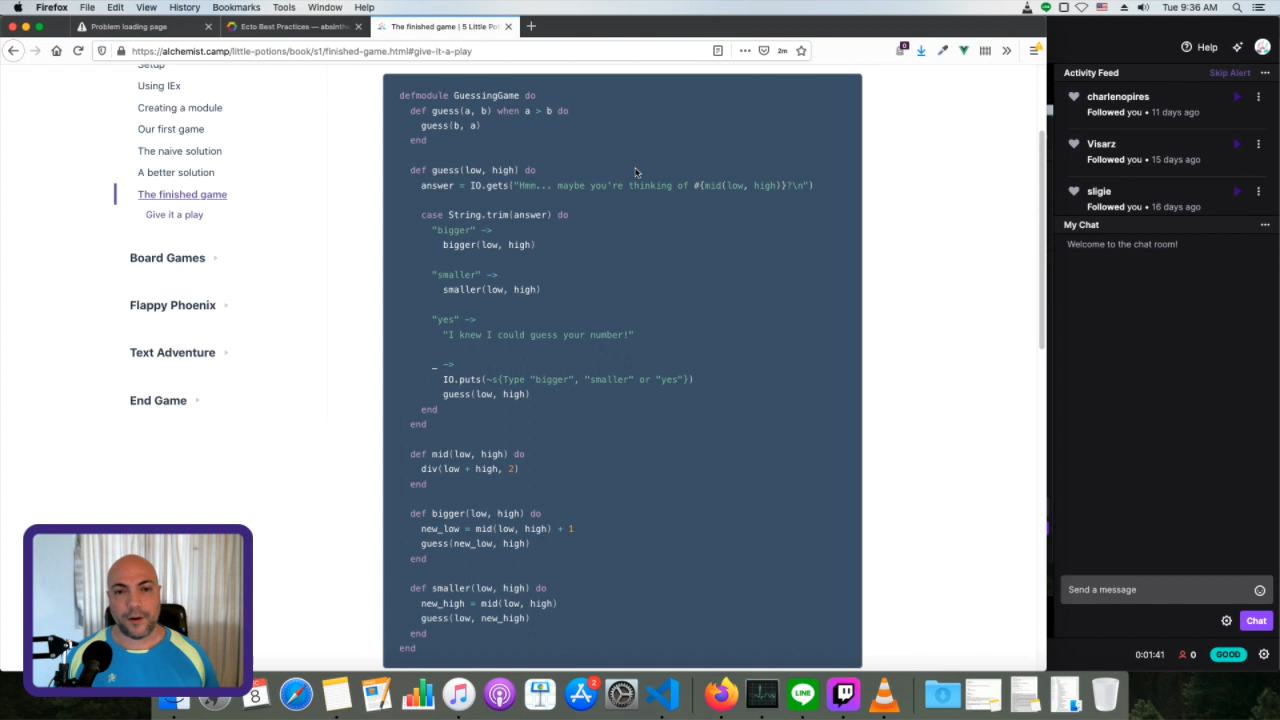 Firefox File Edit View History Bookmarks Tools Window Help
Tue 9:36 AM
Problem loading page
Ecto Best Practices — absinth
The finished game | 5 Little Po
https://alchemist.camp/little-potions/book/s1/finished-game.html#give-it-a-play
2m
0
Setup
Using IEx
Creating a module
Our first game
The naive solution
A better solution
The finished game
Give it a play
Board Games
Flappy Phoenix
Text Adventure
End Game
defmodule GuessingGame do
def guess(a, b) when a > b do
guess(b, a)
end
def guess(low, high) do
answer = IO.gets("Hmm... maybe you're thinking of #{mid(low, high)}?\n")
case String.trim(answer) do
"bigger" ->
bigger(low, high)
"smaller" ->
smaller(low, high)
"yes" ->
"I knew I could guess your number!"
_ ->
IO.puts(~s{Type "bigger", "smaller" or "yes"})
guess(low, high)
end
end
def mid(low, high) do
div(low + high, 2)
end
def bigger(low, high) do
new_low = mid(low, high) + 1
guess(new_low, high)
end
def smaller(low, high) do
new_high = mid(low, high)
guess(low, new_high)
end
end
Help
Activity Feed
Skip Alert
charlenopires
Followed you • 11 days ago
Visarz
Followed you • 15 days ago
sligie
Followed you • 16 days ago
My Chat
Welcome to the chat room!
Send a message
Chat
0:01:41
0
GOOD
8
2
LINE